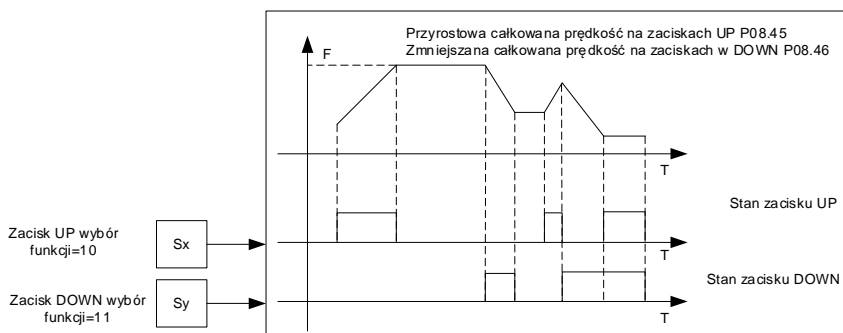 Przyrostowa całkowana prędkość na zaciskach UP P08.45
Zmniejszana całkowana prędkość na zaciskach w DOWN P08.46
F
T
Stan zacisku UP
Zacisk UP wybór
funkcji=10
Sx
T
Stan zacisku DOWN
Zacisk DOWN wybór
funkcji=11
Sy
T